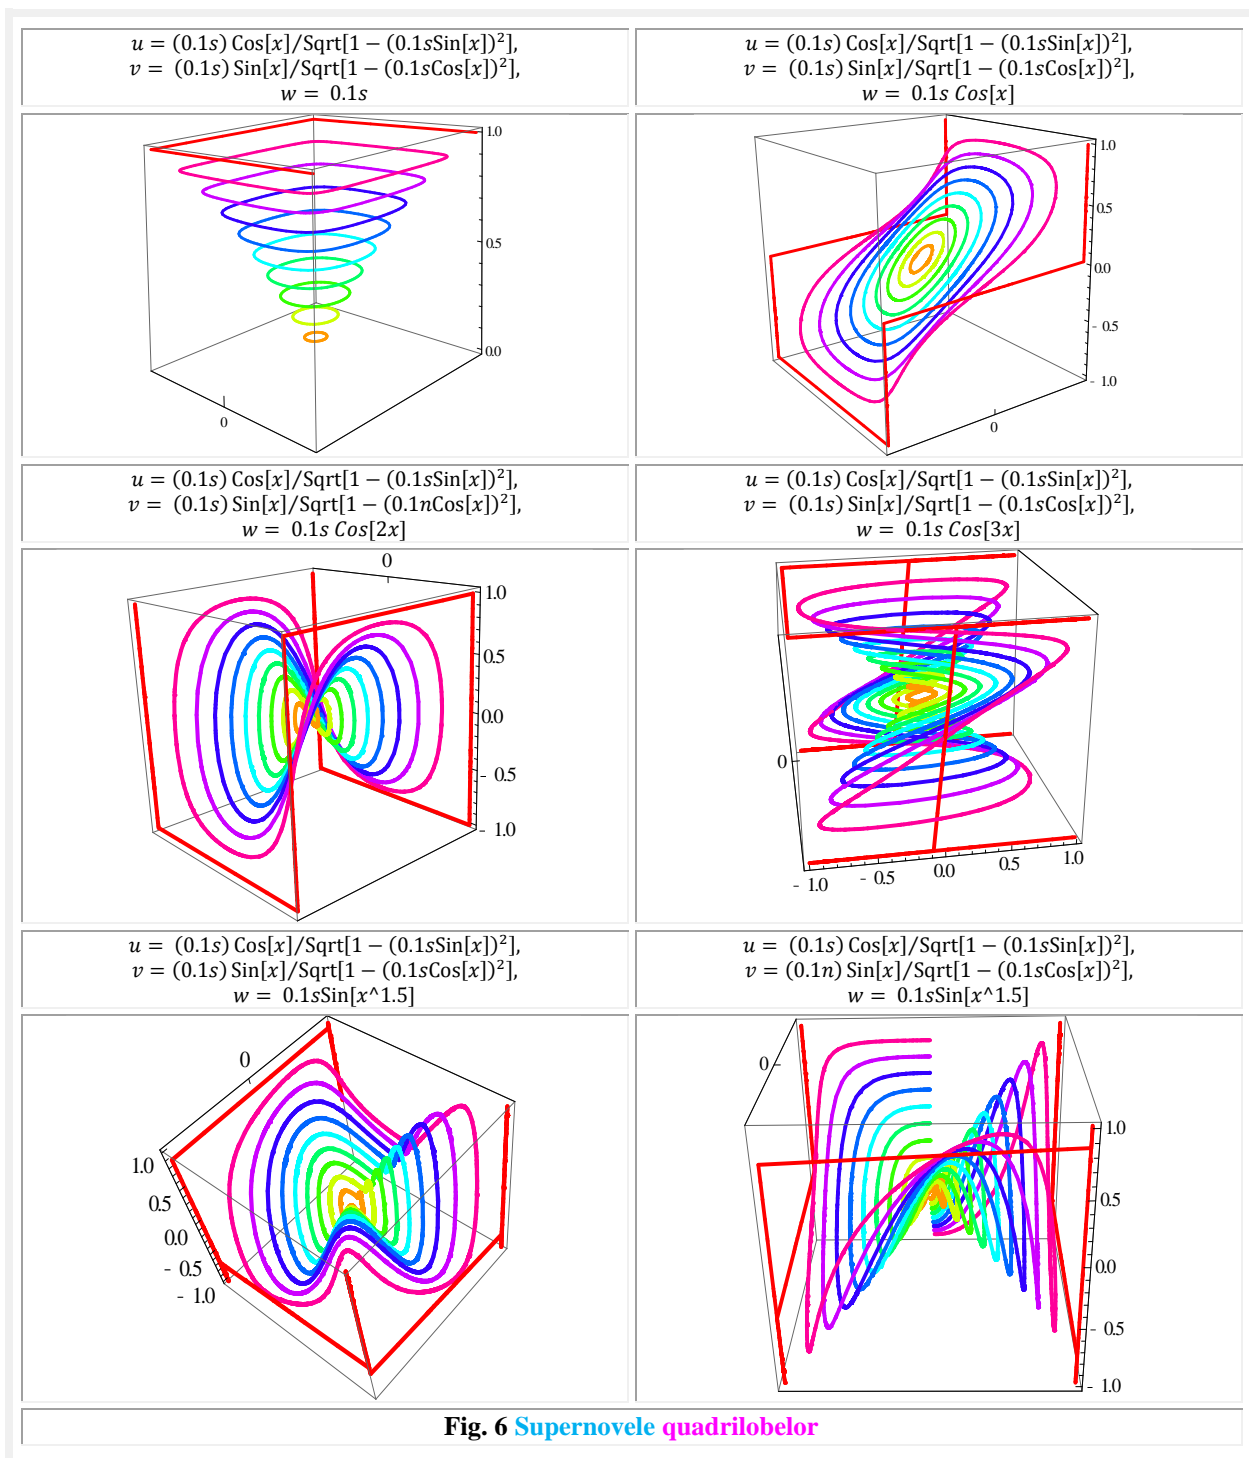 u = (0.1s) Cos[x]/Sqrt[1 − (0.1sSin[x])²],
v = (0.1s) Sin[x]/Sqrt[1 − (0.1sCos[x])²],
w = 0.1s
u = (0.1s) Cos[x]/Sqrt[1 − (0.1sSin[x])²],
v = (0.1s) Sin[x]/Sqrt[1 − (0.1sCos[x])²],
w = 0.1s Cos[x]
1.0
0.5
0.0
0
1.0
0.5
0.0
- 0.5
- 1.0
0
u = (0.1s) Cos[x]/Sqrt[1 − (0.1sSin[x])²],
v = (0.1s) Sin[x]/Sqrt[1 − (0.1nCos[x])²],
w = 0.1s Cos[2x]
u = (0.1s) Cos[x]/Sqrt[1 − (0.1sSin[x])²],
v = (0.1s) Sin[x]/Sqrt[1 − (0.1sCos[x])²],
w = 0.1s Cos[3x]
0
1.0
0.5
0.0
- 0.5
- 1.0
0
- 1.0
- 0.5
0.0
0.5
1.0
u = (0.1s) Cos[x]/Sqrt[1 − (0.1sSin[x])²],
v = (0.1s) Sin[x]/Sqrt[1 − (0.1sCos[x])²],
w = 0.1sSin[x^1.5]
u = (0.1s) Cos[x]/Sqrt[1 − (0.1sSin[x])²],
v = (0.1n) Sin[x]/Sqrt[1 − (0.1sCos[x])²],
w = 0.1sSin[x^1.5]
0
1.0
0.5
0.0
- 0.5
- 1.0
0
1.0
0.5
0.0
- 0.5
- 1.0
Fig. 6 Supernovele quadrilobelor